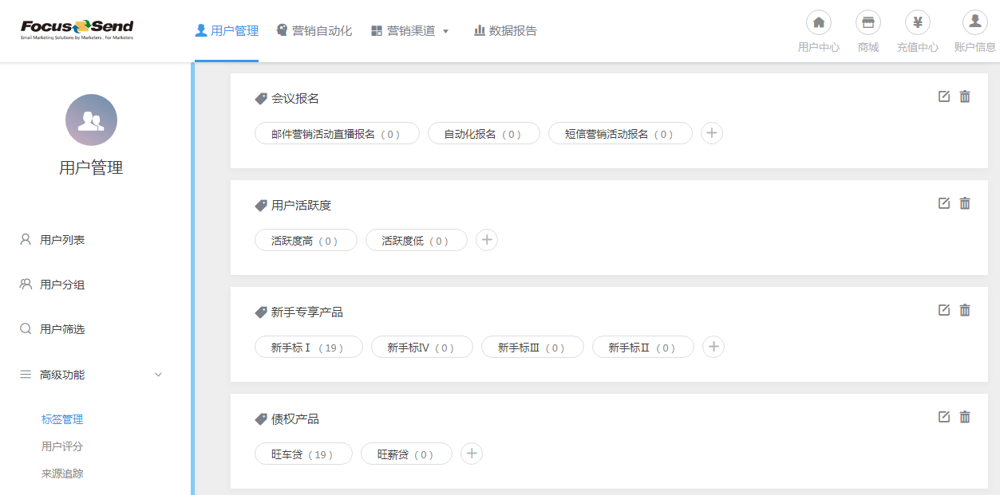 Focus Send
Email Marketing Solutions by Marketers , For Marketers
用户管理 营销自动化 营销渠道 数据报告
用户中心 商城 充值中心 账户信息
用户管理
用户列表
用户分组
用户筛选
高级功能
标签管理
用户评分
来源追踪
会议报名
邮件营销活动直播报名 ( 0 ) 自动化报名 ( 0 ) 短信营销活动报名 ( 0 )
用户活跃度
活跃度高 ( 0 ) 活跃度低 ( 0 )
新手专享产品
新手标Ⅰ ( 19 ) 新手标Ⅳ ( 0 ) 新手标Ⅲ ( 0 ) 新手标Ⅱ ( 0 )
债权产品
旺车贷 ( 19 ) 旺薪贷 ( 0 )